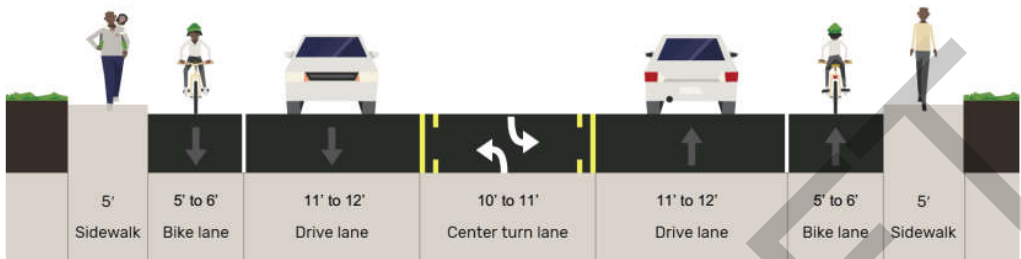 5' 5' to 6' 11' to 12' 10' to 11' 11' to 12' 5' to 6' 5'
Sidewalk Bike lane Drive lane Center turn lane Drive lane Bike lane Sidewalk